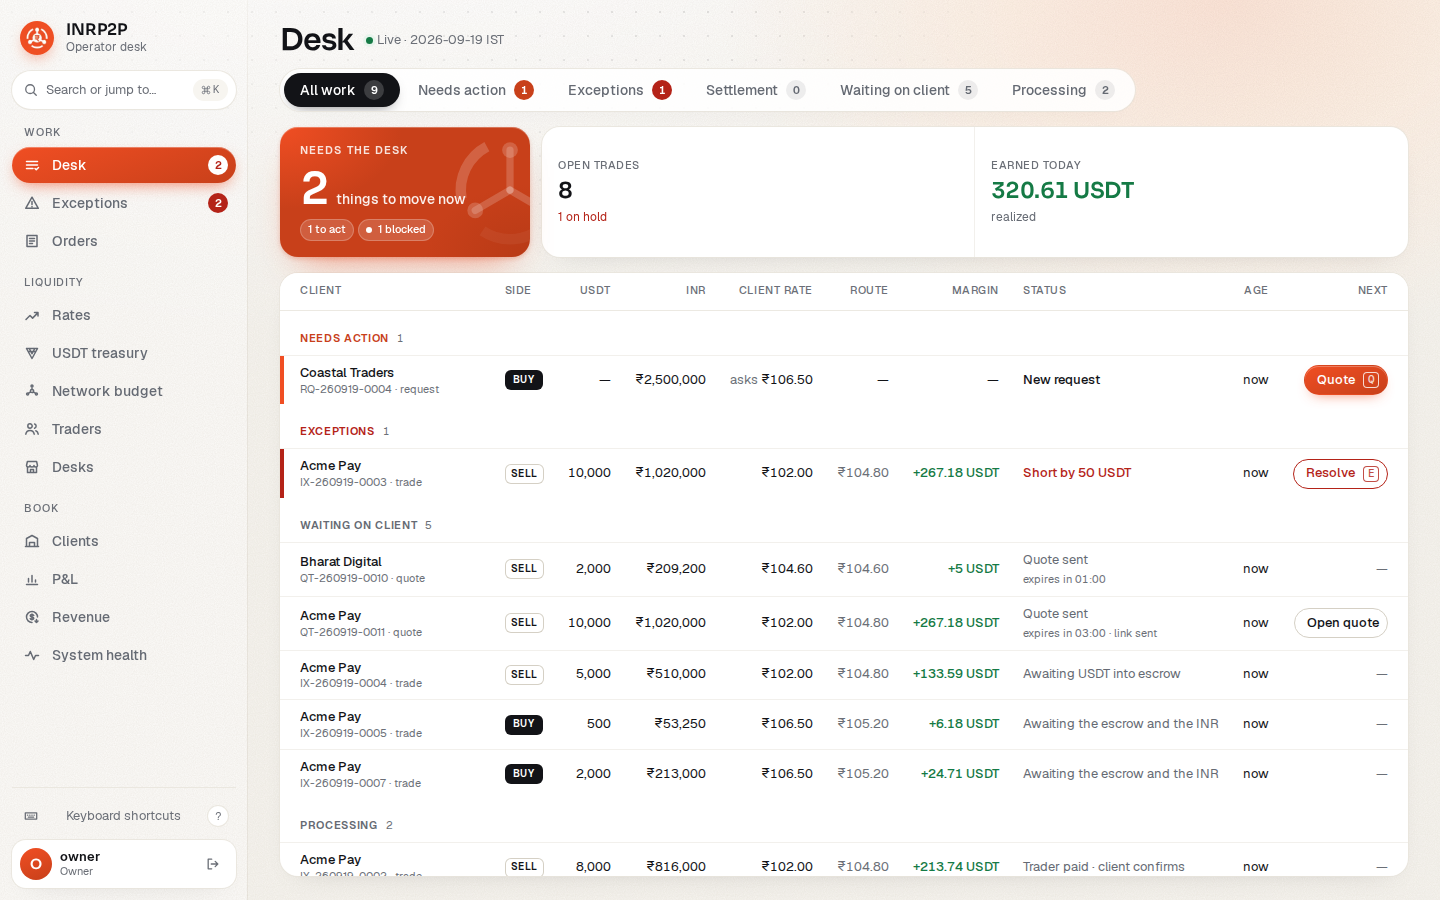 INRP2P
Operator desk
Search or jump to...
⌘K
WORK
Desk 2
Exceptions 2
Orders
LIQUIDITY
Rates
USDT treasury
Network budget
Traders
Desks
BOOK
Clients
P&L
Revenue
System health
Keyboard shortcuts ?
O
owner
Owner
Desk
Live · 2026-09-19 IST
All work 9 Needs action 1 Exceptions 1 Settlement 0 Waiting on client 5 Processing 2
NEEDS THE DESK
2 things to move now
1 to act 1 blocked
OPEN TRADES
8
1 on hold
EARNED TODAY
320.61 USDT
realized
CLIENT SIDE USDT INR CLIENT RATE ROUTE MARGIN STATUS AGE NEXT
NEEDS ACTION 1
Coastal Traders
RQ-260919-0004 · request
BUY — ₹2,500,000 asks ₹106.50 — — New request now Quote Q
EXCEPTIONS 1
Acme Pay
IX-260919-0003 · trade
SELL 10,000 ₹1,020,000 ₹102.00 ₹104.80 +267.18 USDT Short by 50 USDT now Resolve E
WAITING ON CLIENT 5
Bharat Digital
QT-260919-0010 · quote
SELL 2,000 ₹209,200 ₹104.60 ₹104.60 +5 USDT Quote sent
expires in 01:00
now —
Acme Pay
QT-260919-0011 · quote
SELL 10,000 ₹1,020,000 ₹102.00 ₹104.80 +267.18 USDT Quote sent
expires in 03:00 · link sent
now Open quote
Acme Pay
IX-260919-0004 · trade
SELL 5,000 ₹510,000 ₹102.00 ₹104.80 +133.59 USDT Awaiting USDT into escrow now —
Acme Pay
IX-260919-0005 · trade
BUY 500 ₹53,250 ₹106.50 ₹105.20 +6.18 USDT Awaiting the escrow and the INR now —
Acme Pay
IX-260919-0007 · trade
BUY 2,000 ₹213,000 ₹106.50 ₹105.20 +24.71 USDT Awaiting the escrow and the INR now —
PROCESSING 2
Acme Pay
SELL 8,000 ₹816,000 ₹102.00 ₹104.80 +213.74 USDT Trader paid · client confirms now —